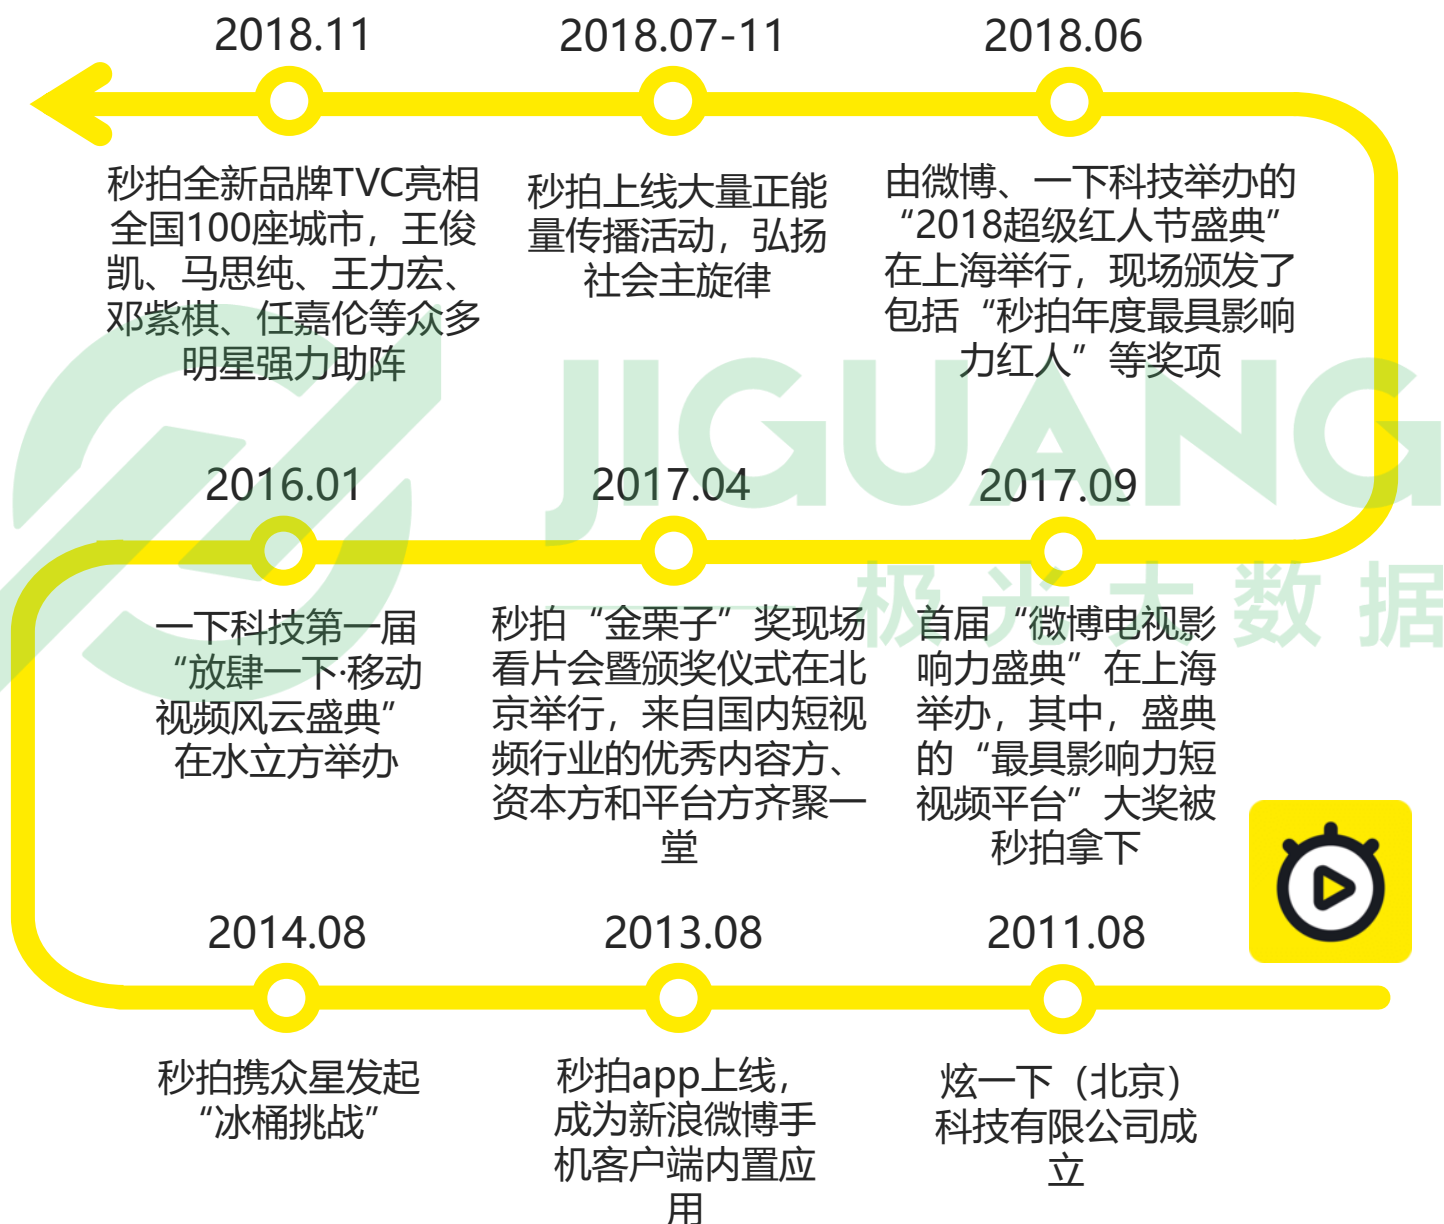 2018.11
秒拍全新品牌TVC亮相
全国100座城市，王俊
凯、马思纯、王力宏、
邓紫棋、任嘉伦等众多
明星强力助阵
2018.07-11
秒拍上线大量正能
量传播活动，弘扬
社会主旋律
2018.06
由微博、一下科技举办的
“2018超级红人节盛典”
在上海举行，现场颁发了
包括“秒拍年度最具影响
力红人”等奖项
JIGUANG
极光大数据
2016.01
一下科技第一届
“放肆一下·移动
视频风云盛典”
在水立方举办
2017.04
秒拍“金栗子”奖现场
看片会暨颁奖仪式在北
京举行，来自国内短视
频行业的优秀内容方、
资本方和平台方齐聚一
堂
2017.09
首届“微博电视影
响力盛典”在上海
举办，其中，盛典
的“最具影响力短
视频平台”大奖被
秒拍拿下
2014.08
秒拍携众星发起
“冰桶挑战”
2013.08
秒拍app上线，
成为新浪微博手
机客户端内置应
用
2011.08
炫一下（北京）
科技有限公司成
立